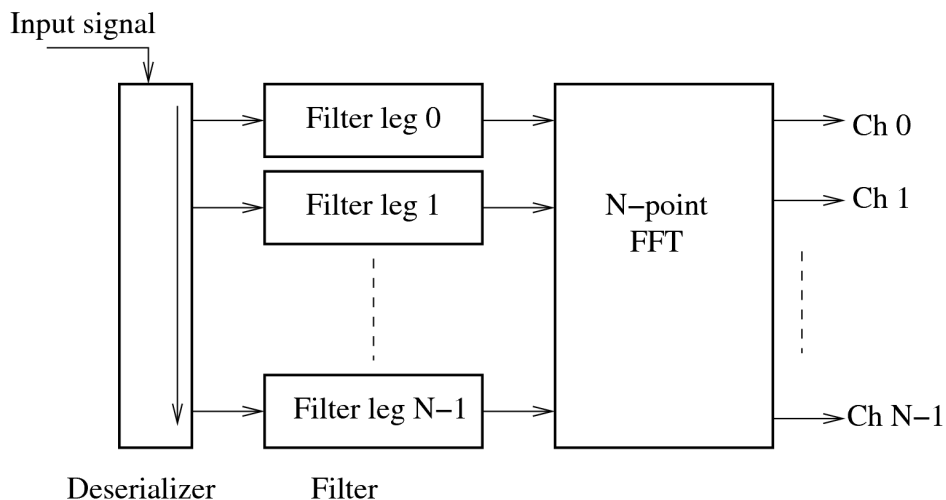 Input signal
Filter leg 0
Ch 0
Filter leg 1
Ch 1
N−point
FFT
Filter leg N−1
Ch N−1
Deserializer
Filter